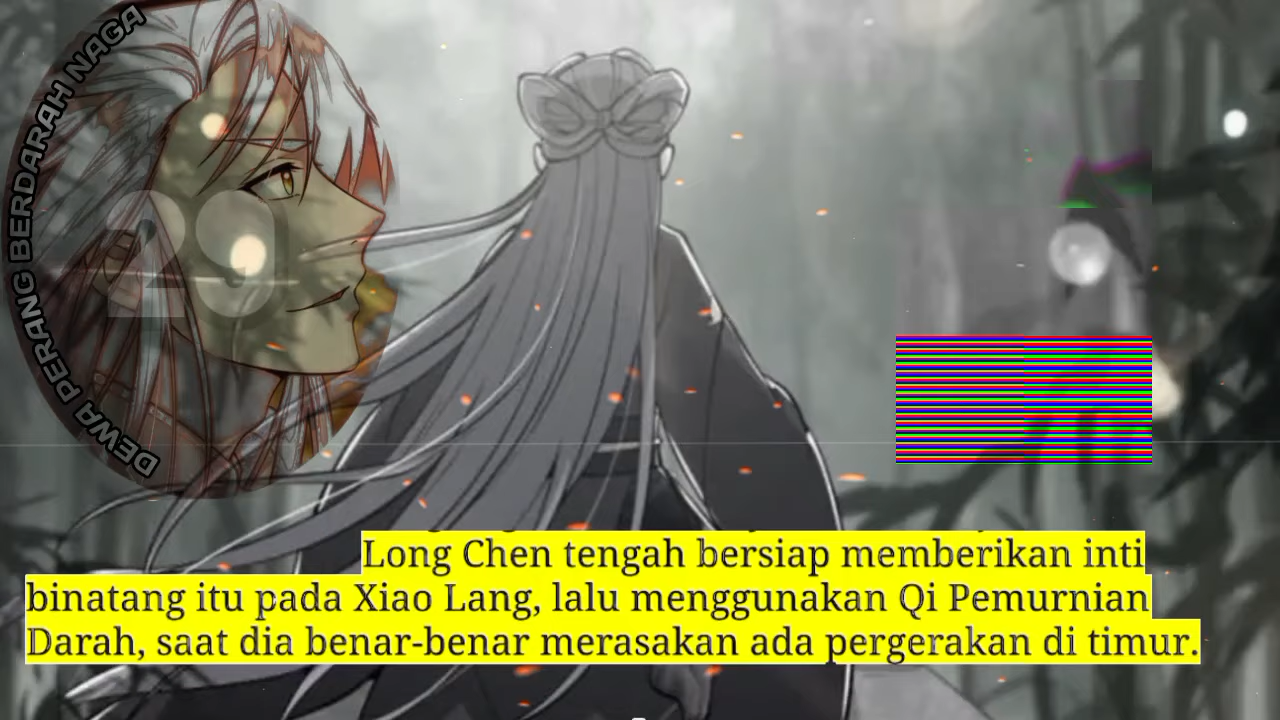 DEWA PERANG BERDARAH NAGA
29
Long Chen tengah bersiap memberikan inti
binatang itu pada Xiao Lang, lalu menggunakan Qi Pemurnian
Darah, saat dia benar-benar merasakan ada pergerakan di timur.